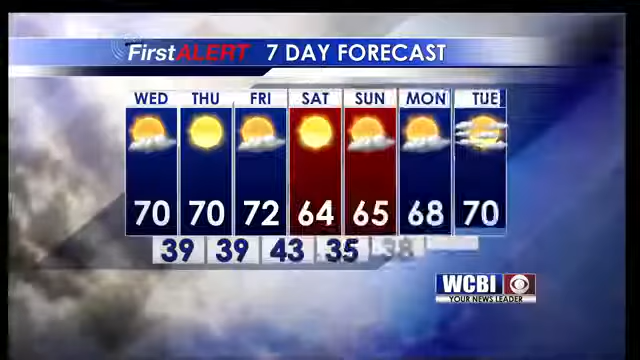 FirstALERT 7 DAY FORECAST
WED THU FRI SAT SUN MON TUE
70 70 72 64 65 68 70
39 39 43 35 38
WCBI
YOUR NEWS LEADER